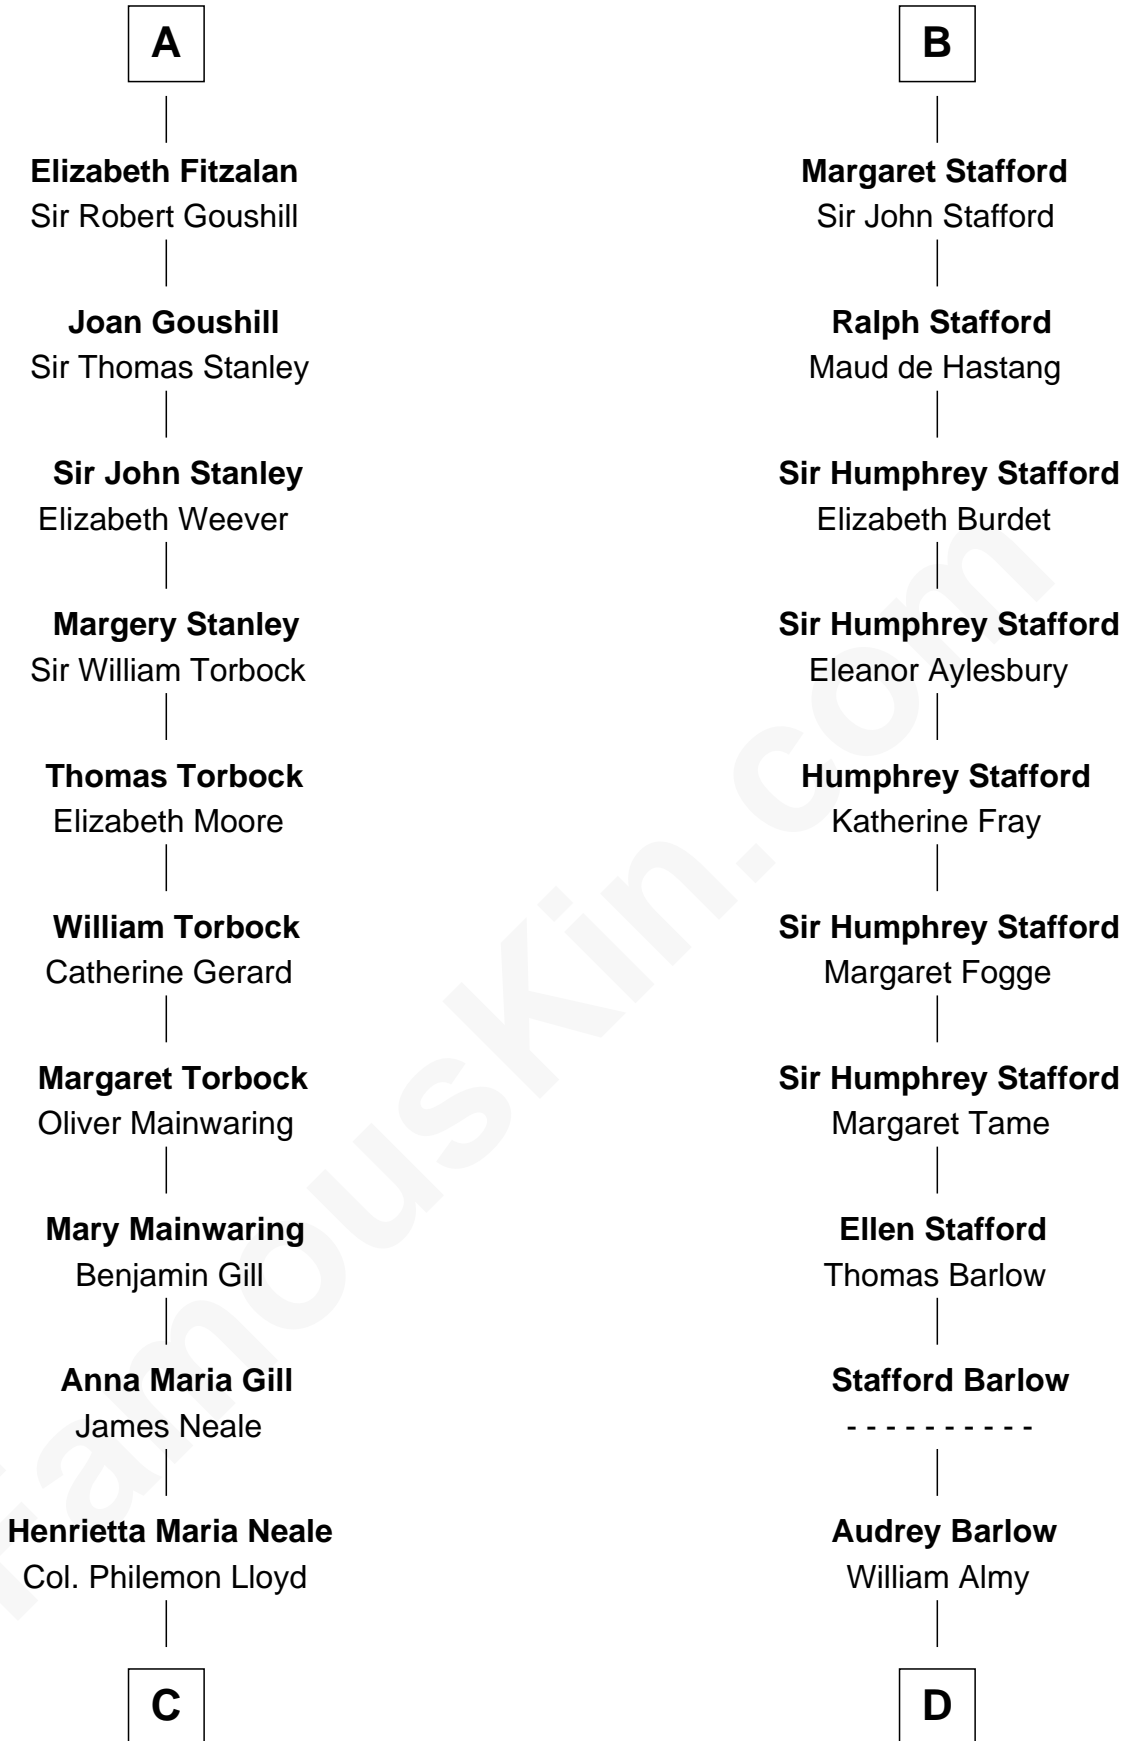 A
Elizabeth Fitzalan
Sir Robert Goushill
Joan Goushill
Sir Thomas Stanley
Sir John Stanley
Elizabeth Weever
Margery Stanley
Sir William Torbock
Thomas Torbock
Elizabeth Moore
William Torbock
Catherine Gerard
Margaret Torbock
Oliver Mainwaring
Mary Mainwaring
Benjamin Gill
Anna Maria Gill
James Neale
Henrietta Maria Neale
Col. Philemon Lloyd
C
B
Margaret Stafford
Sir John Stafford
Ralph Stafford
Maud de Hastang
Sir Humphrey Stafford
Elizabeth Burdet
Sir Humphrey Stafford
Eleanor Aylesbury
Humphrey Stafford
Katherine Fray
Sir Humphrey Stafford
Margaret Fogge
Sir Humphrey Stafford
Margaret Tame
Ellen Stafford
Thomas Barlow
Stafford Barlow
- - - - - - - - - -
Audrey Barlow
William Almy
D
FamousKin.com